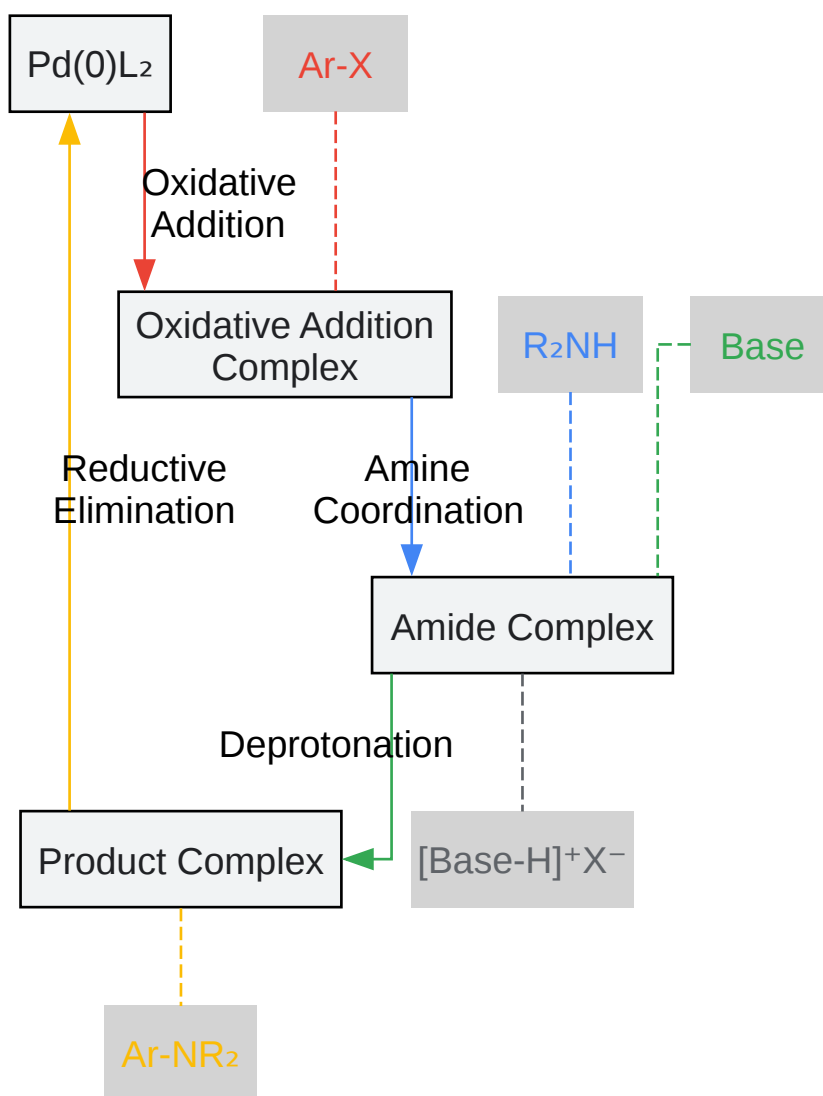 Pd(0)L₂
Ar-X
Oxidative
Addition
Oxidative Addition
Complex
R₂NH
Base
Reductive
Elimination
Amine
Coordination
Amide Complex
Deprotonation
Product Complex
[Base-H]⁺X⁻
Ar-NR₂